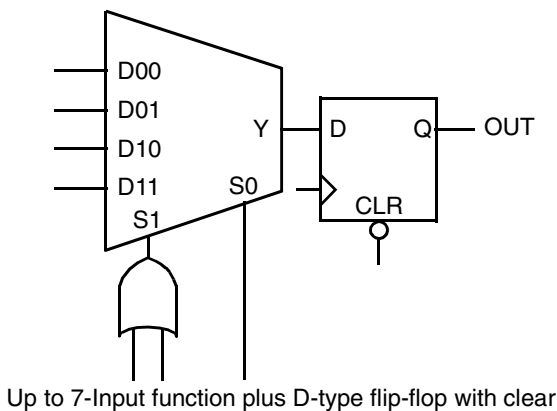 D00
D01
Y D Q OUT
D10
D11 S0
S1 CLR
Up to 7-Input function plus D-type flip-flop with clear